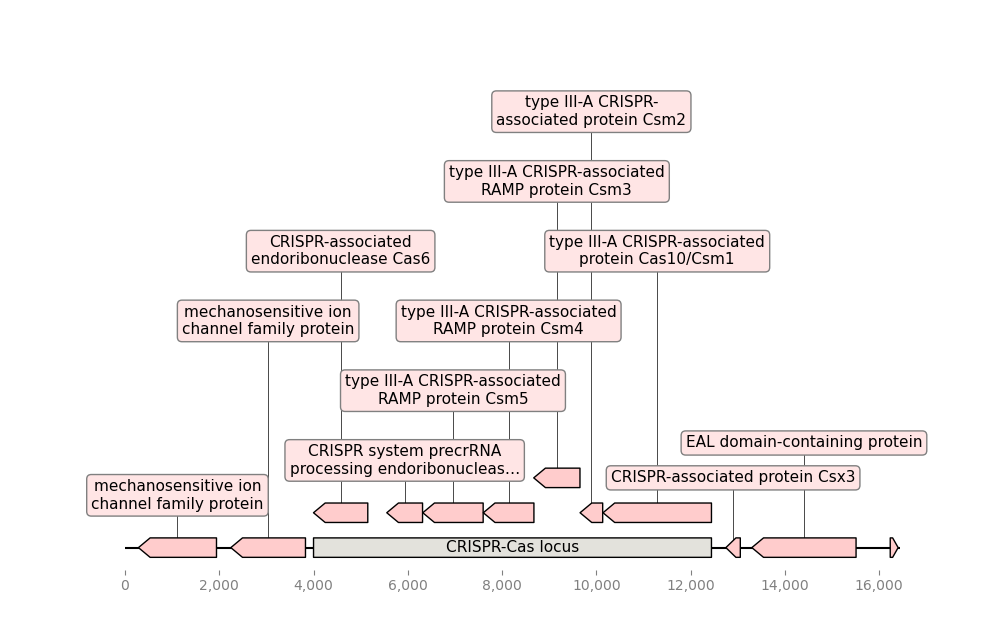 type III-A CRISPR-
associated protein Csm2
type III-A CRISPR-associated
RAMP protein Csm3
CRISPR-associated
endoribonuclease Cas6
type III-A CRISPR-associated
protein Cas10/Csm1
mechanosensitive ion
channel family protein
type III-A CRISPR-associated
RAMP protein Csm4
type III-A CRISPR-associated
RAMP protein Csm5
CRISPR system precrRNA
processing endoribonucleas…
EAL domain-containing protein
CRISPR-associated protein Csx3
mechanosensitive ion
channel family protein
CRISPR-Cas locus
0 2,000 4,000 6,000 8,000 10,000 12,000 14,000 16,000